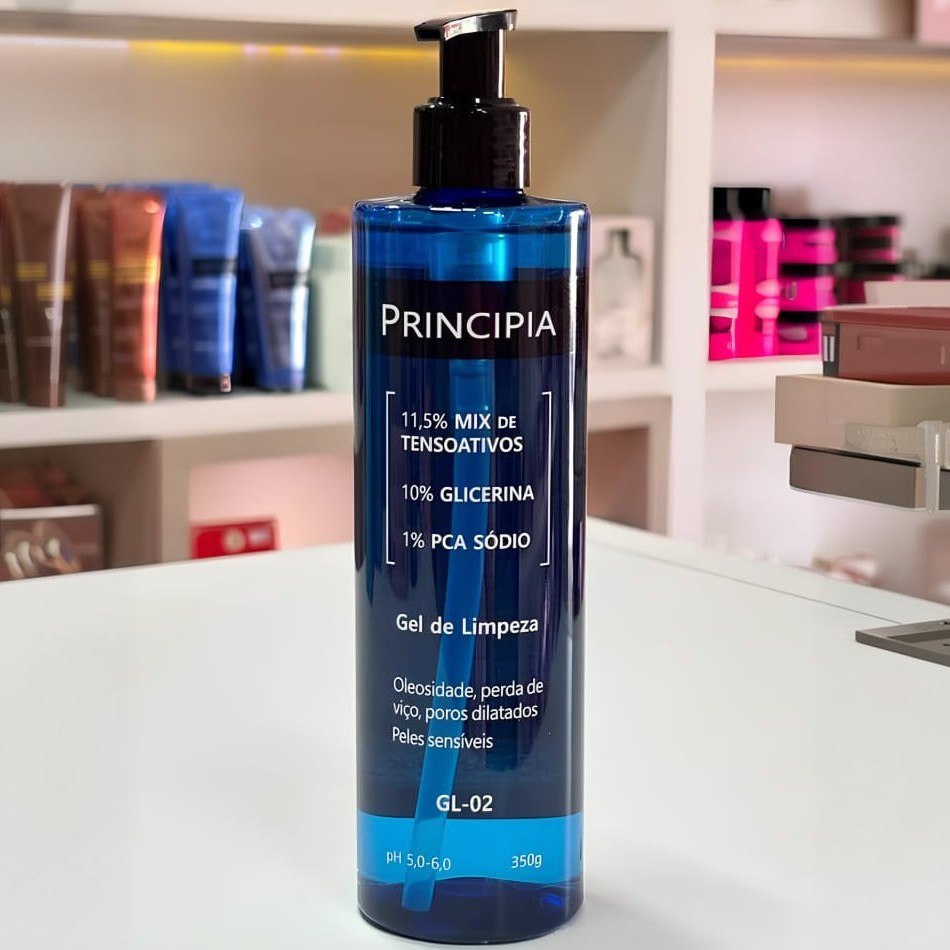 PRINCIPIA
11,5% MIX DE
TENSOATIVOS
10% GLICERINA
1% PCA SÓDIO
Gel de Limpeza
Oleosidade, perda de
viço, poros dilatados
Peles sensíveis
GL-02
pH 5,0-6,0 350g